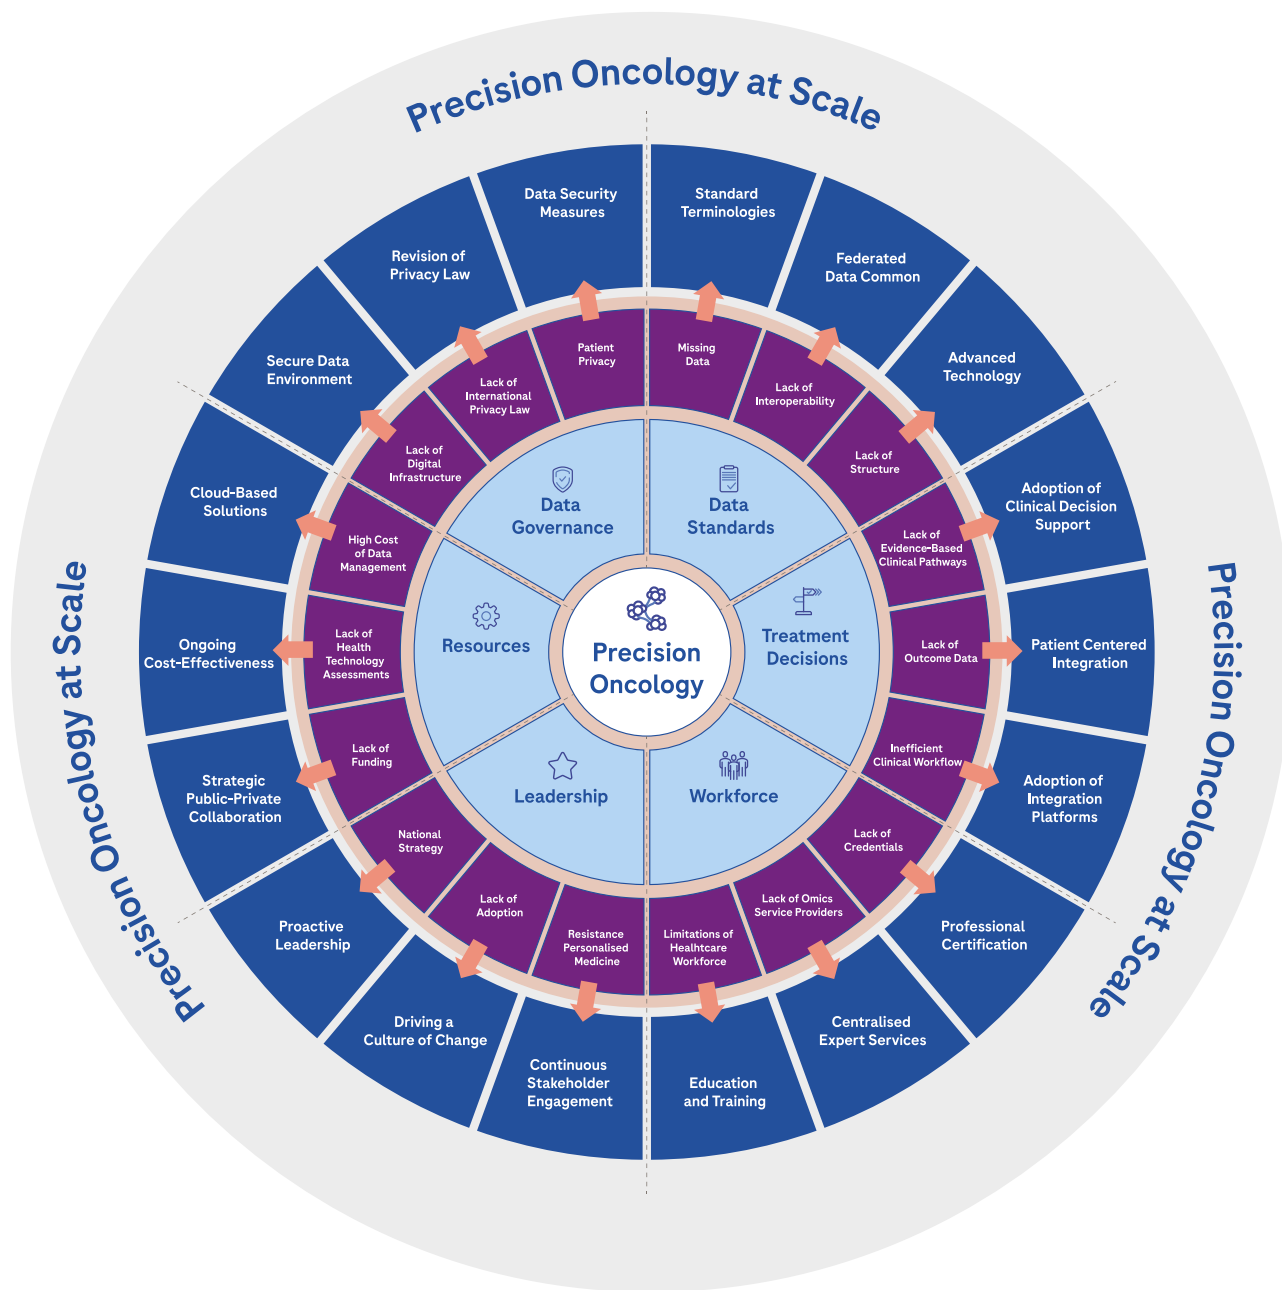 Precision Oncology at Scale
Data Security
Measures
Standard
Terminologies
Revision of
Privacy Law
Federated
Data Common
Secure Data
Environment
Advanced
Technology
Cloud-Based
Solutions
Adoption of
Clinical Decision
Support
Ongoing
Cost-Effectiveness
Patient Centered
Integration
Strategic
Public-Private
Collaboration
Adoption of
Integration
Platforms
Proactive
Leadership
Professional
Certification
Driving a
Culture of Change
Centralised
Expert Services
Continuous
Stakeholder
Engagement
Education
and Training
Patient
Privacy
Missing
Data
Lack of
International
Privacy Law
Lack of
Interoperability
Lack of
Digital
Infrastructure
Lack of
Structure
High Cost
of Data
Management
Lack of
Evidence-Based
Clinical Pathways
Lack of
Health
Technology
Assessments
Lack of
Outcome Data
Lack of
Funding
Inefficient
Clinical Workflow
National
Strategy
Lack of
Credentials
Lack of
Adoption
Lack of Omics
Service Providers
Resistance
Personalised
Medicine
Limitations of
Healhtcare
Workforce
Data
Governance
Data
Standards
Resources
Treatment
Decisions
Leadership
Workforce
Precision
Oncology
Precision Oncology at Scale
Precision Oncology at Scale